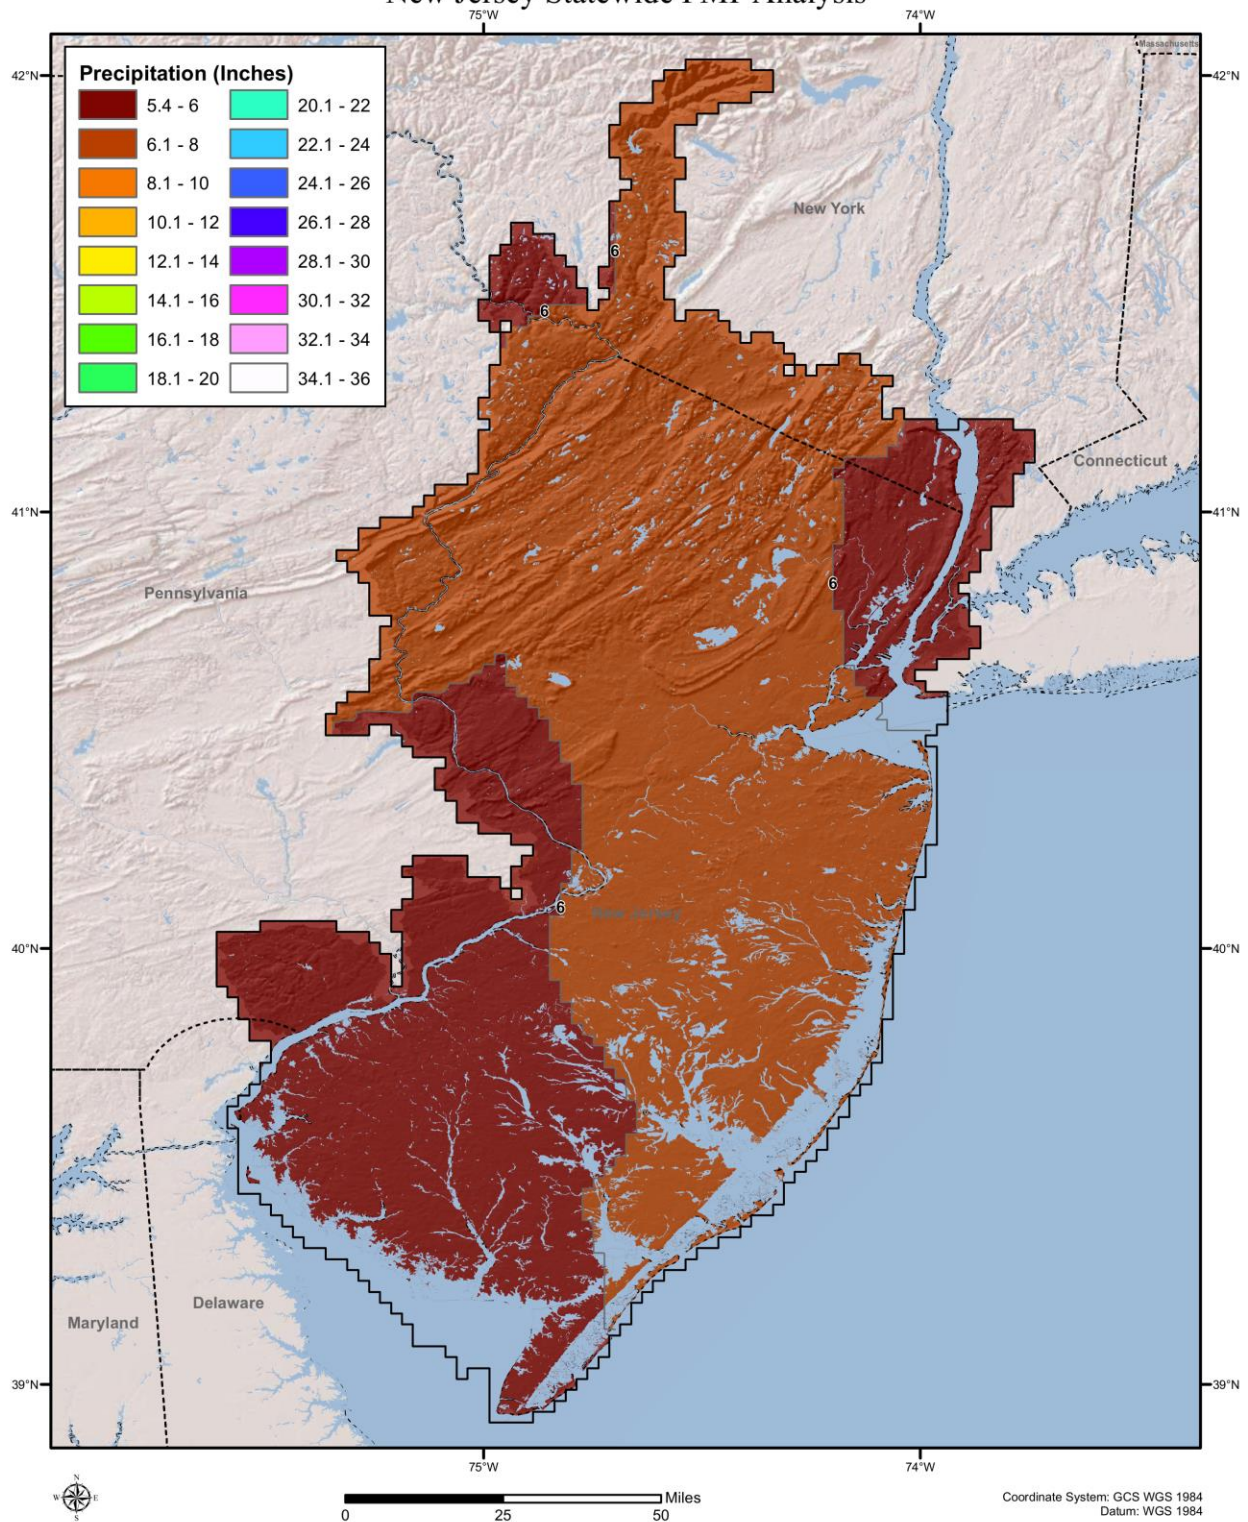 New Jersey Statewide PMP Analysis
75°W 74°W
Massachusetts
42°N 42°N
Precipitation (Inches)
5.4 - 6 20.1 - 22
6.1 - 8 22.1 - 24
8.1 - 10 24.1 - 26
10.1 - 12 26.1 - 28
12.1 - 14 28.1 - 30
14.1 - 16 30.1 - 32
16.1 - 18 32.1 - 34
18.1 - 20 34.1 - 36
New York
6
6
Connecticut
41°N 41°N
6
Pennsylvania
6
New Jersey
40°N 40°N
Delaware
Maryland
39°N 39°N
75°W 74°W
N
W E
S
Miles
0 25 50
Coordinate System: GCS WGS 1984
Datum: WGS 1984